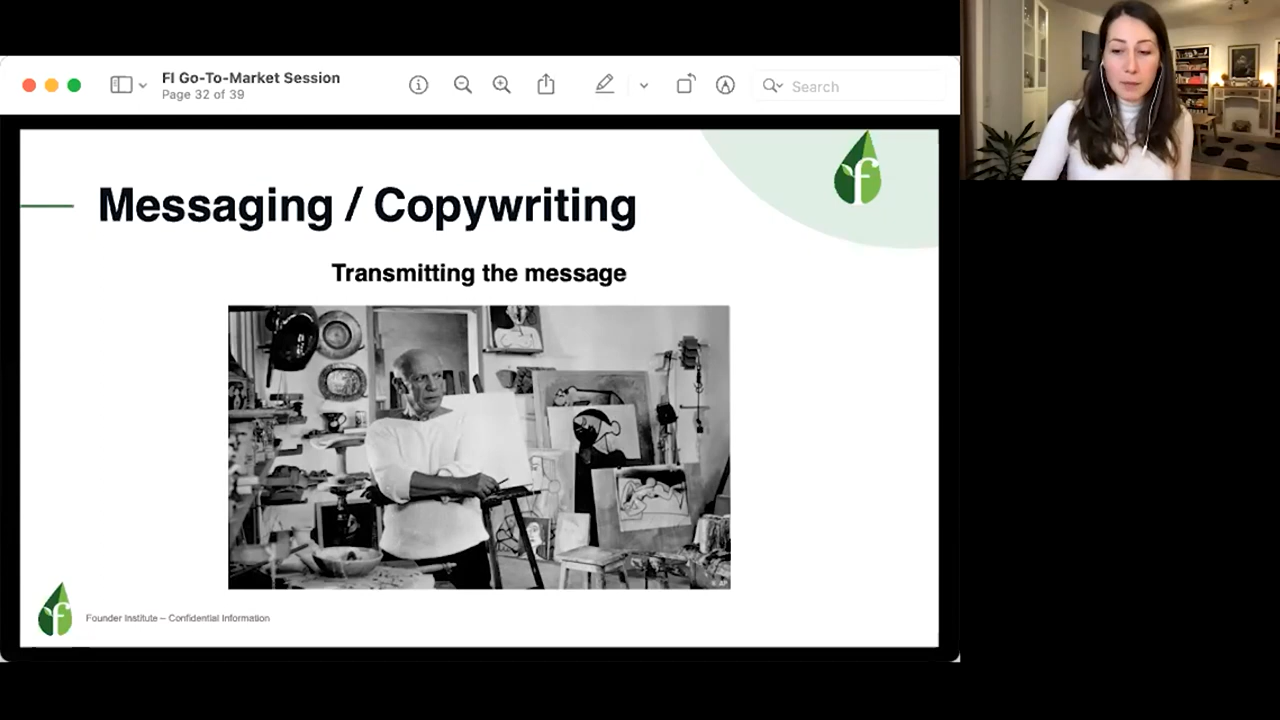 FI Go-To-Market Session
Page 32 of 39
Search
Messaging / Copywriting
Transmitting the message
Founder Institute – Confidential Information